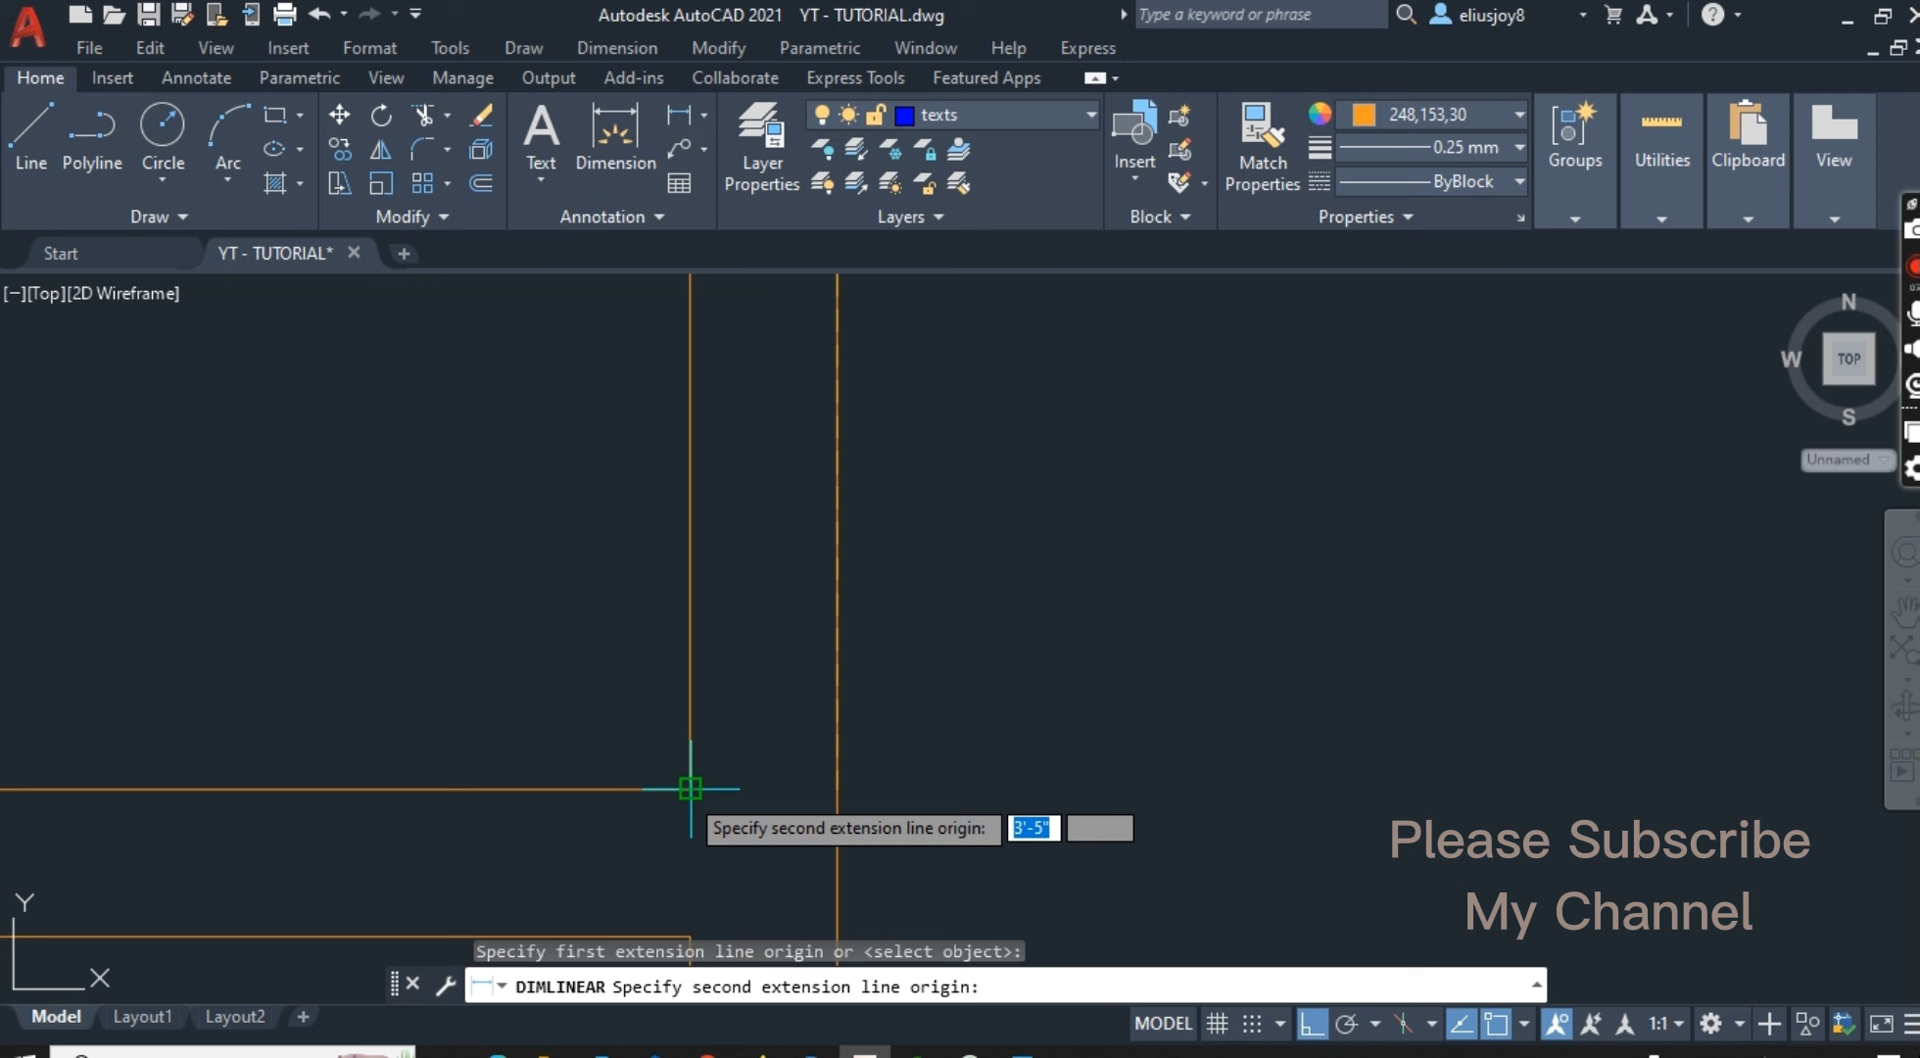 Autodesk AutoCAD 2021 YT - TUTORIAL.dwg
Type a keyword or phrase
eliusjoy8
File Edit View Insert Format Tools Draw Dimension Modify Parametric Window Help Express
Home Insert Annotate Parametric View Manage Output Add-ins Collaborate Express Tools Featured Apps
texts
248,153,30
0.25 mm
ByBlock
Line Polyline Circle Arc
Text Dimension
Layer Properties
Insert
Match Properties
Groups Utilities Clipboard View
Draw Modify Annotation Layers Block Properties
Start YT - TUTORIAL*
[−][Top][2D Wireframe]
N
W TOP
S
Unnamed
Specify second extension line origin: 3'-5"
Please Subscribe
My Channel
Y
X
Specify first extension line origin or <select object>:
DIMLINEAR Specify second extension line origin:
Model Layout1 Layout2
MODEL 1:1